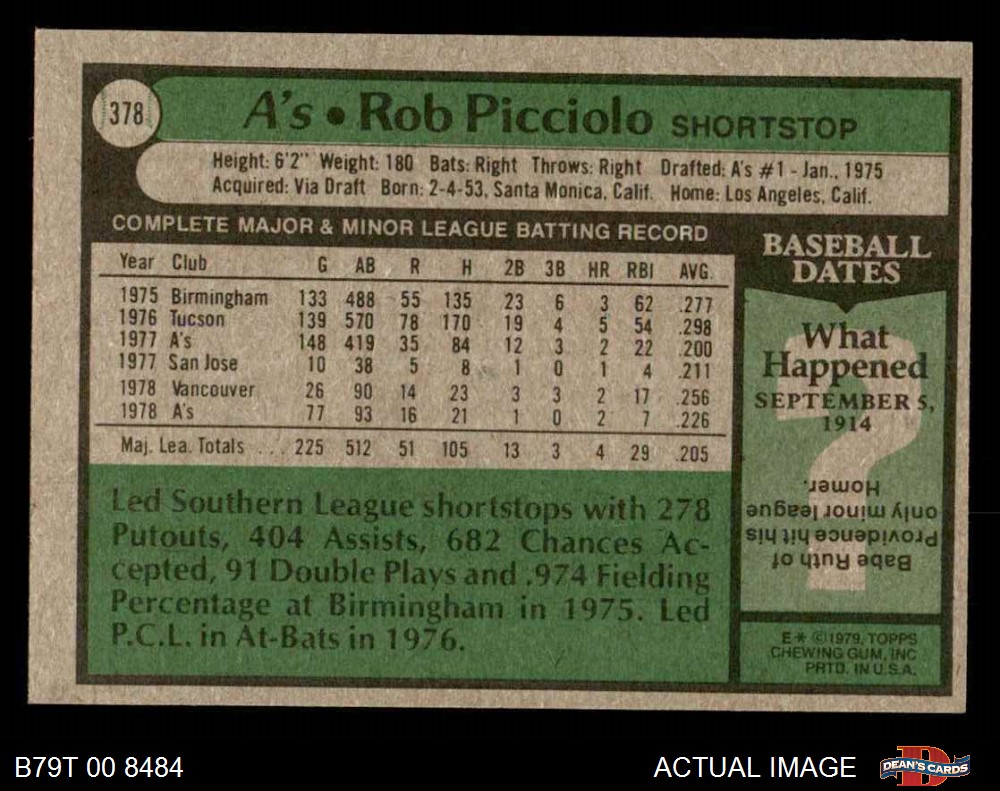 378
A's • Rob Picciolo SHORTSTOP
Height: 6'2" Weight: 180 Bats: Right Throws: Right Drafted: A's #1 - Jan., 1975
Acquired: Via Draft Born: 2-4-53, Santa Monica, Calif. Home: Los Angeles, Calif.
COMPLETE MAJOR & MINOR LEAGUE BATTING RECORD
Year Club G AB R H 2B 3B HR RBI AVG.
1975 Birmingham 133 488 55 135 23 6 3 62 .277
1976 Tucson 139 570 78 170 19 4 5 54 .298
1977 A's 148 419 35 84 12 3 2 22 .200
1977 San Jose 10 38 5 8 1 0 1 4 .211
1978 Vancouver 26 90 14 23 3 3 2 17 .256
1978 A's 77 93 16 21 1 0 2 7 .226
Maj. Lea. Totals ... 225 512 51 105 13 3 4 29 .205
Led Southern League shortstops with 278
Putouts, 404 Assists, 682 Chances Ac-
cepted, 91 Double Plays and .974 Fielding
Percentage at Birmingham in 1975. Led
P.C.L. in At-Bats in 1976.
BASEBALL
DATES
What
Happened
SEPTEMBER 5,
1914
Babe Ruth of
Providence hit his
only minor league
Homer.
E* ©1979, TOPPS
CHEWING GUM, INC
PRTD. IN U.S.A.
B79T 00 8484
ACTUAL IMAGE
D
DEAN'S CARDS